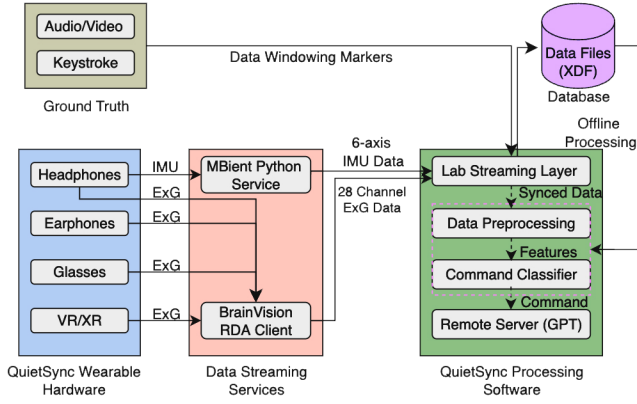 Audio/Video
Keystroke
Ground Truth
Data Windowing Markers
Data Files
(XDF)
Database
Offline
Processing
6-axis
IMU Data
28 Channel
ExG Data
Headphones
Earphones
Glasses
VR/XR
IMU
ExG
ExG
ExG
ExG
MBient Python
Service
BrainVision
RDA Client
Lab Streaming Layer
Synced Data
Data Preprocessing
Features
Command Classifier
Command
Remote Server (GPT)
QuietSync Wearable
Hardware
Data Streaming
Services
QuietSync Processing
Software